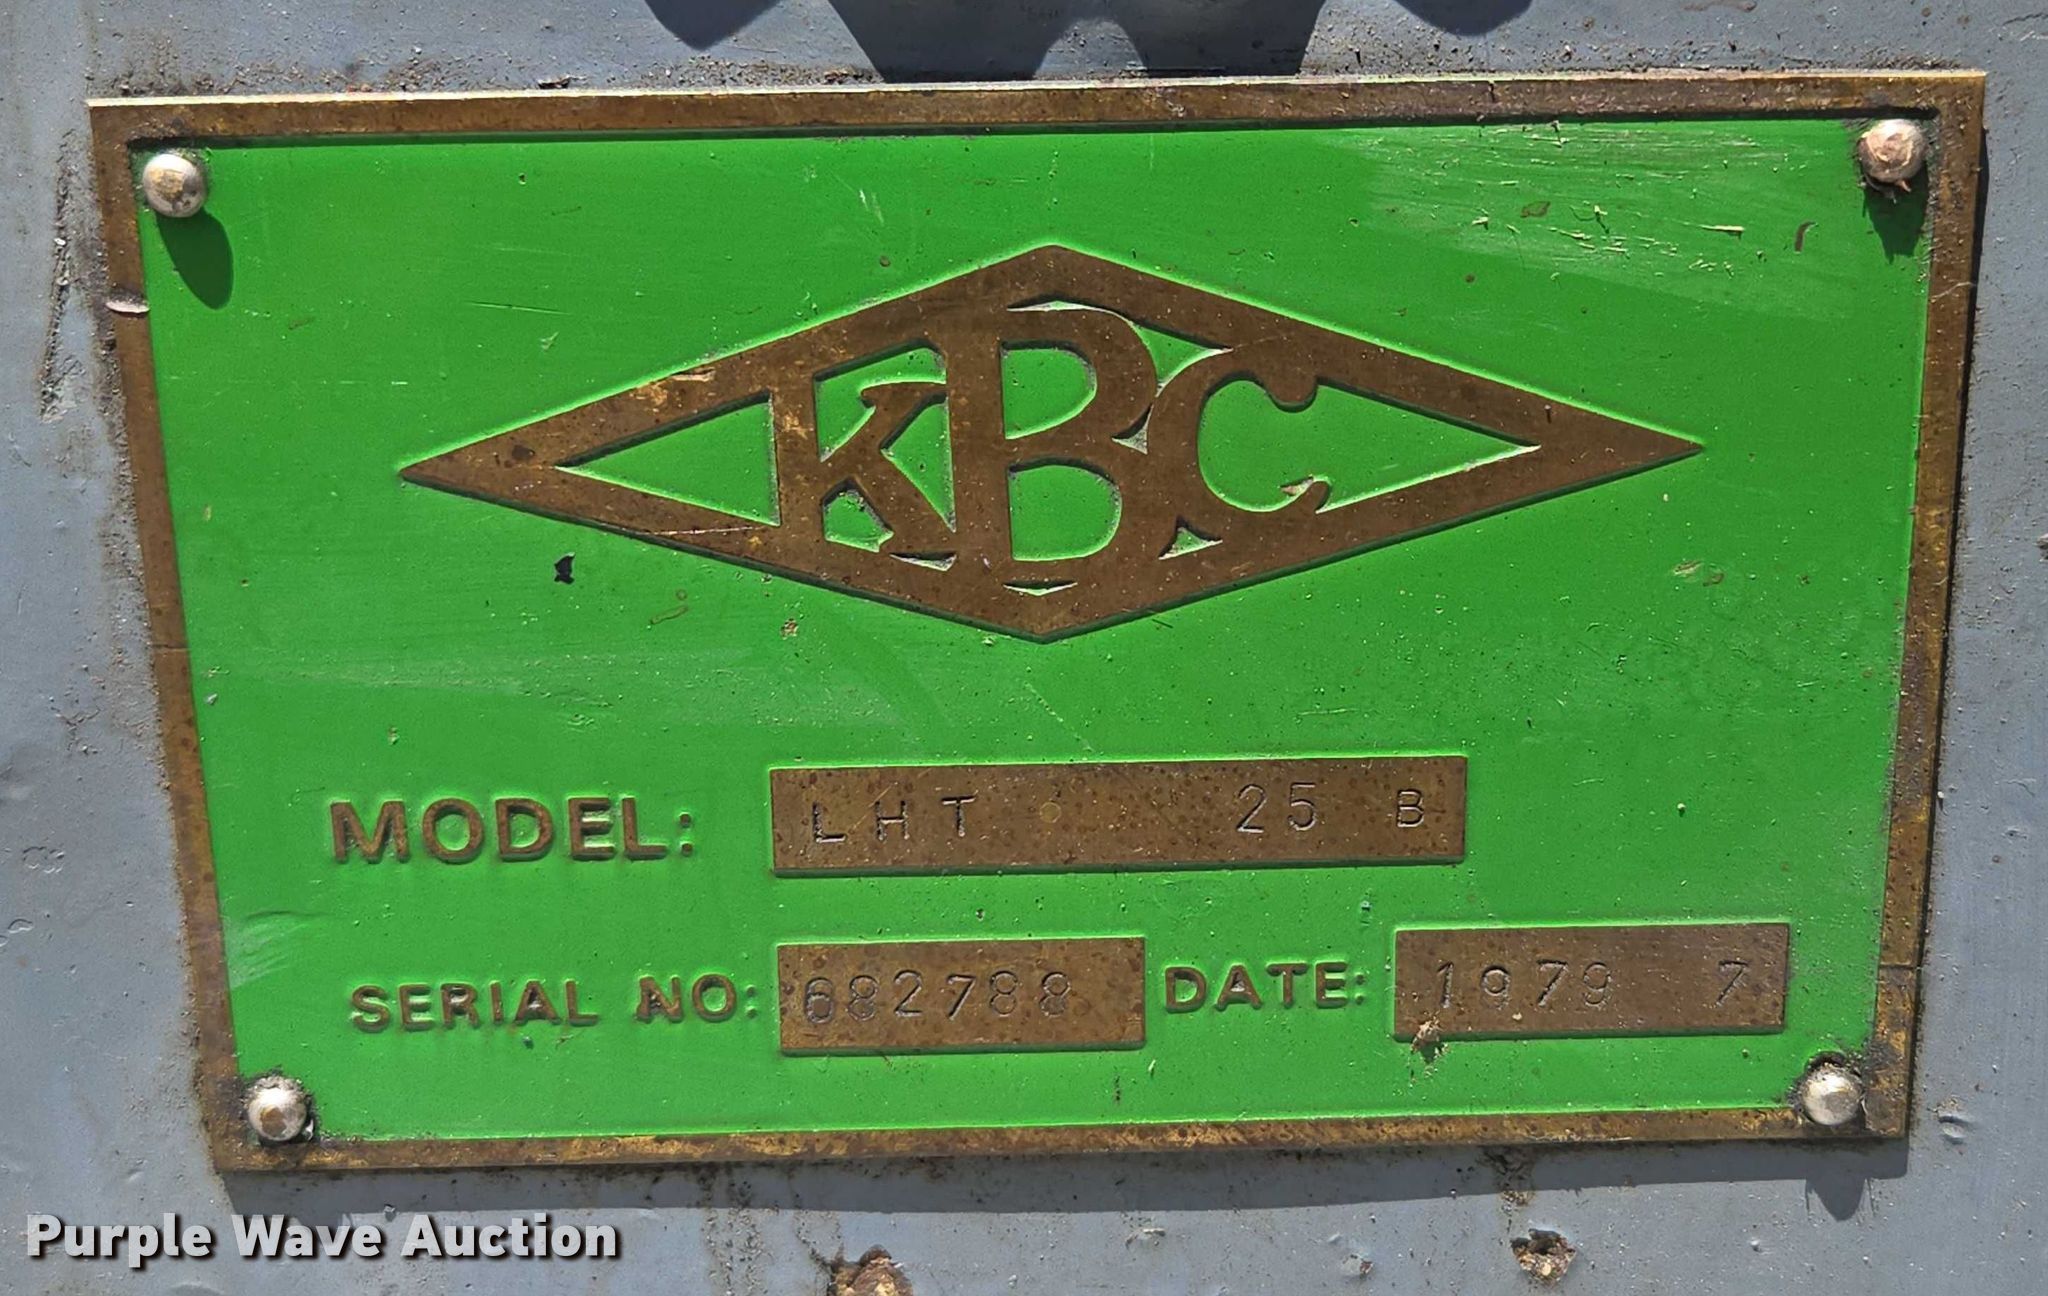 KBC
MODEL: LHT 25 B
SERIAL NO: 682788 DATE: 1979 7
Purple Wave Auction